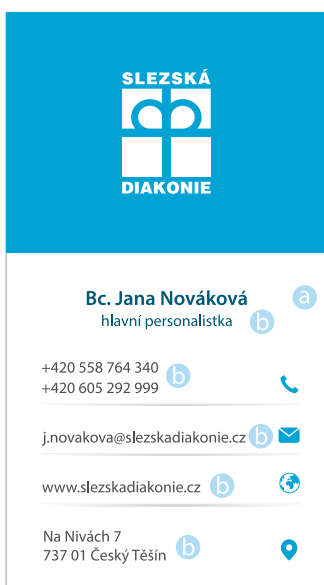 SLEZSKÁ
DIAKONIE
Bc. Jana Nováková
a
hlavní personalistka
b
+420 558 764 340
b
+420 605 292 999
j.novakova@slezskadiakonie.cz
b
www.slezskadiakonie.cz
b
Na Nivách 7
b
737 01 Český Těšín